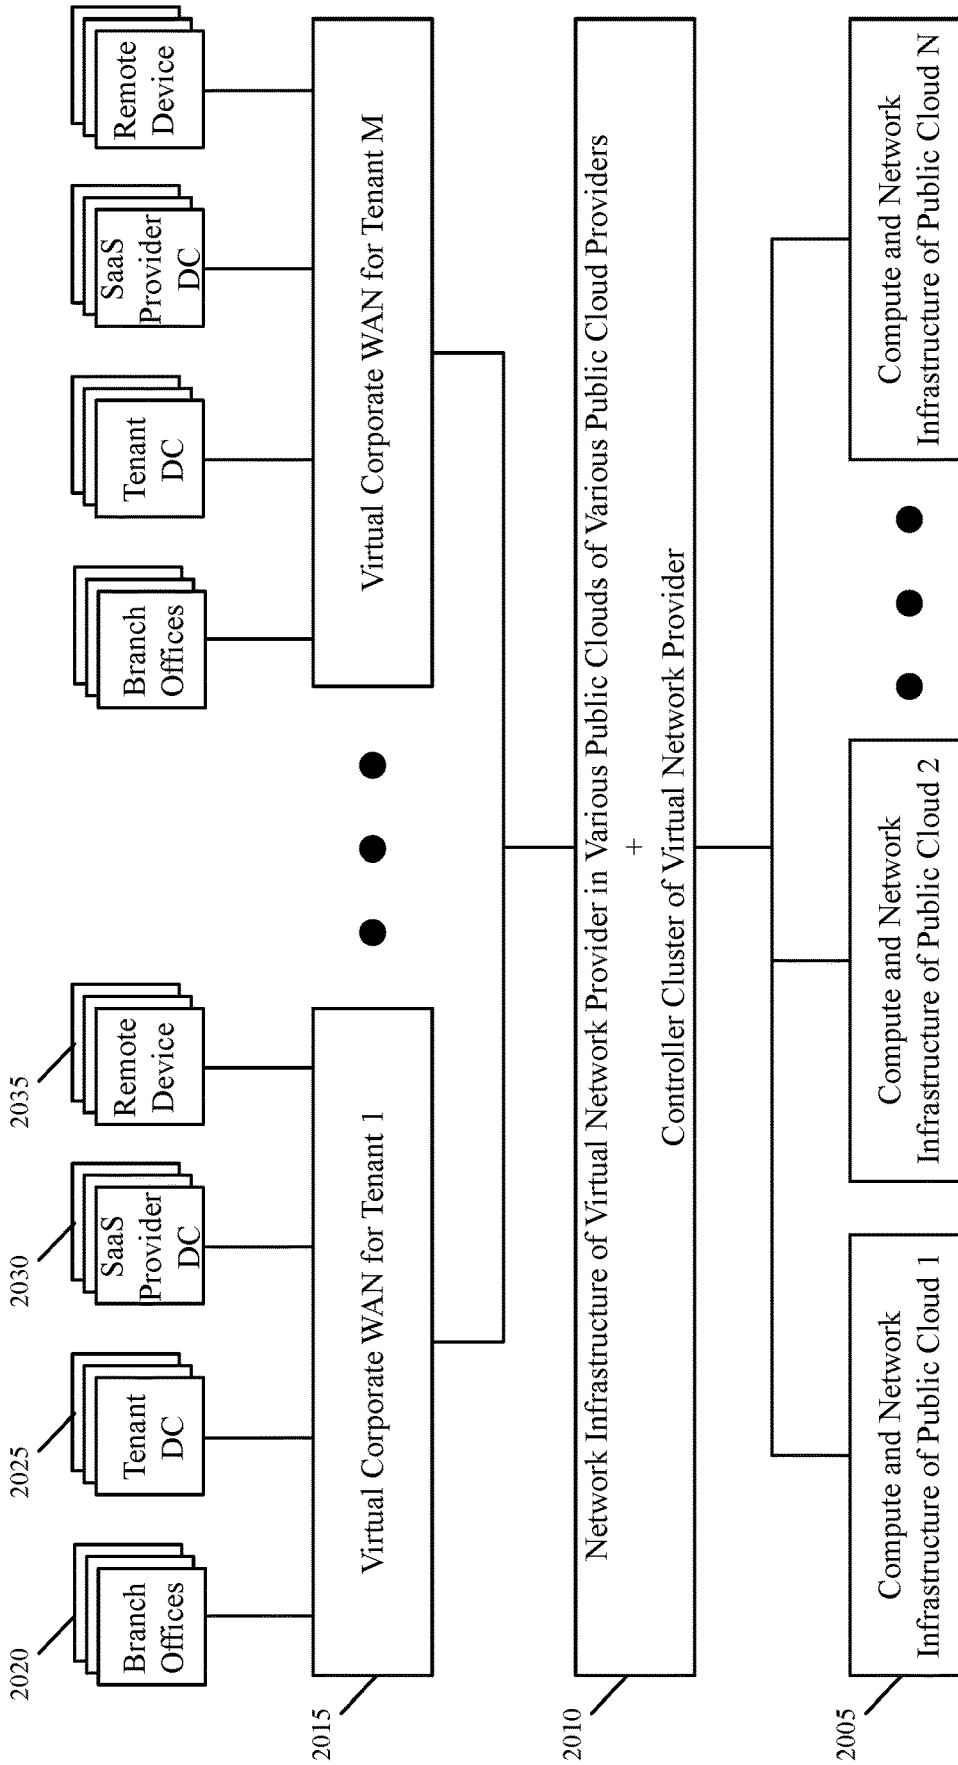 2020
2025
2030
2035
Branch
Offices
Tenant
DC
SaaS
Provider
DC
Remote
Device
Branch
Offices
Tenant
DC
SaaS
Provider
DC
Remote
Device
2015
Virtual Corporate WAN for Tenant 1
Virtual Corporate WAN for Tenant M
2010
Network Infrastructure of Virtual Network Provider in Various Public Clouds of Various Public Cloud Providers
+
Controller Cluster of Virtual Network Provider
2005
Compute and Network
Infrastructure of Public Cloud 1
Compute and Network
Infrastructure of Public Cloud 2
Compute and Network
Infrastructure of Public Cloud N